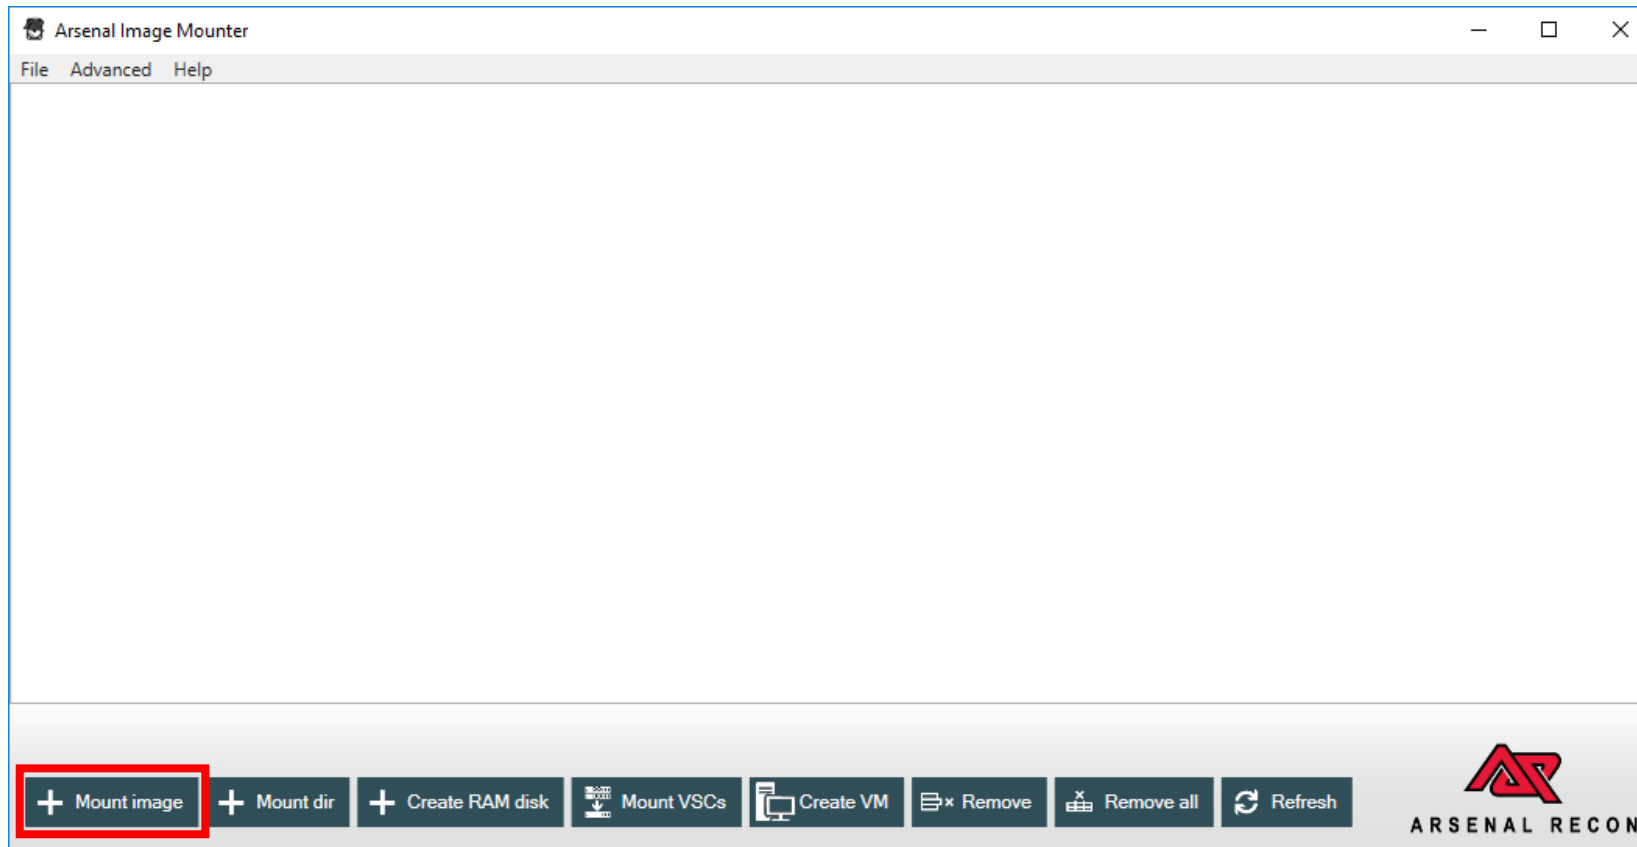 Arsenal Image Mounter
File Advanced Help
Mount image Mount dir Create RAM disk Mount VSCs Create VM Remove Remove all Refresh
ARSENAL RECON